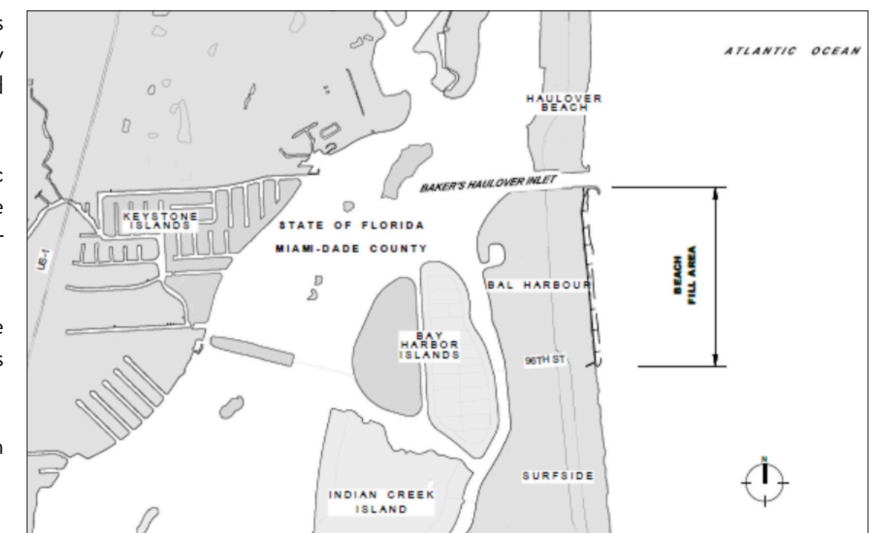 ATLANTIC OCEAN
HAULOVER
BEACH
BAKER'S HAULOVER INLET
KEYSTONE
ISLANDS
STATE OF FLORIDA
MIAMI-DADE COUNTY
US-1
BEACH
FILL AREA
BAL HARBOUR
BAY
HARBOR
ISLANDS
96TH ST
SURFSIDE
INDIAN CREEK
ISLAND
N